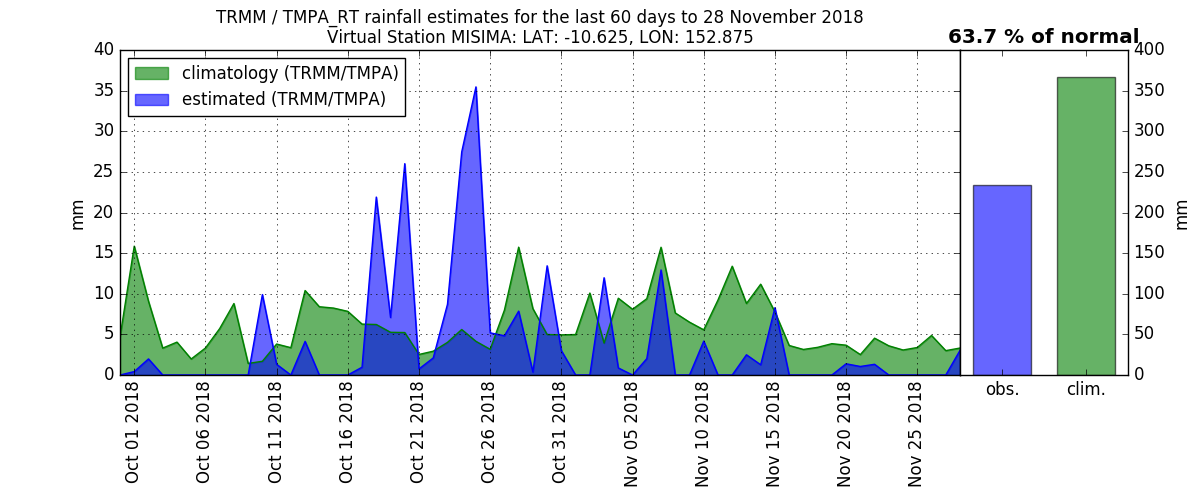 TRMM / TMPA_RT rainfall estimates for the last 60 days to 28 November 2018
Virtual Station MISIMA: LAT: -10.625, LON: 152.875
63.7 % of normal
climatology (TRMM/TMPA)
estimated (TRMM/TMPA)
40
35
30
25
20
15
10
5
0
mm
400
350
300
250
200
150
100
50
0
mm
Oct 01 2018
Oct 06 2018
Oct 11 2018
Oct 16 2018
Oct 21 2018
Oct 26 2018
Oct 31 2018
Nov 05 2018
Nov 10 2018
Nov 15 2018
Nov 20 2018
Nov 25 2018
obs.
clim.